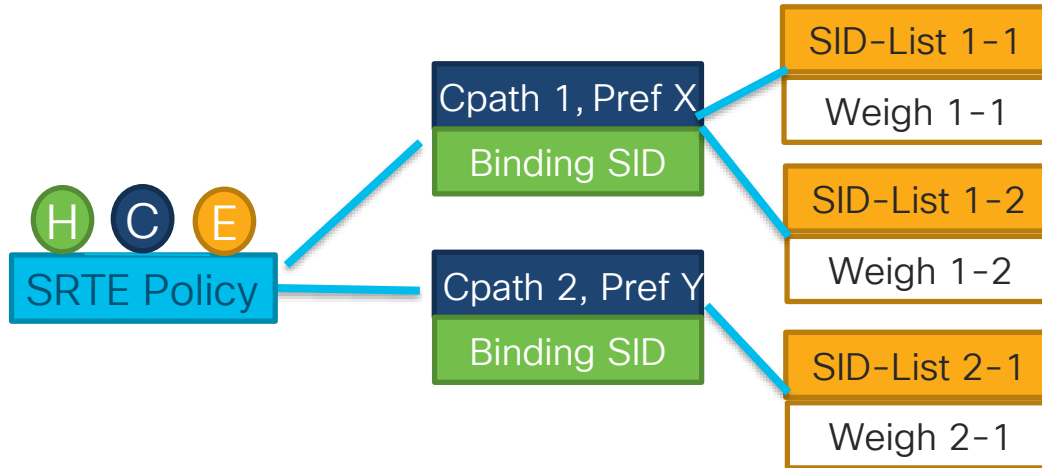 H C E
SRTE Policy
Cpath 1, Pref X
Binding SID
Cpath 2, Pref Y
Binding SID
SID-List 1-1
Weigh 1-1
SID-List 1-2
Weigh 1-2
SID-List 2-1
Weigh 2-1